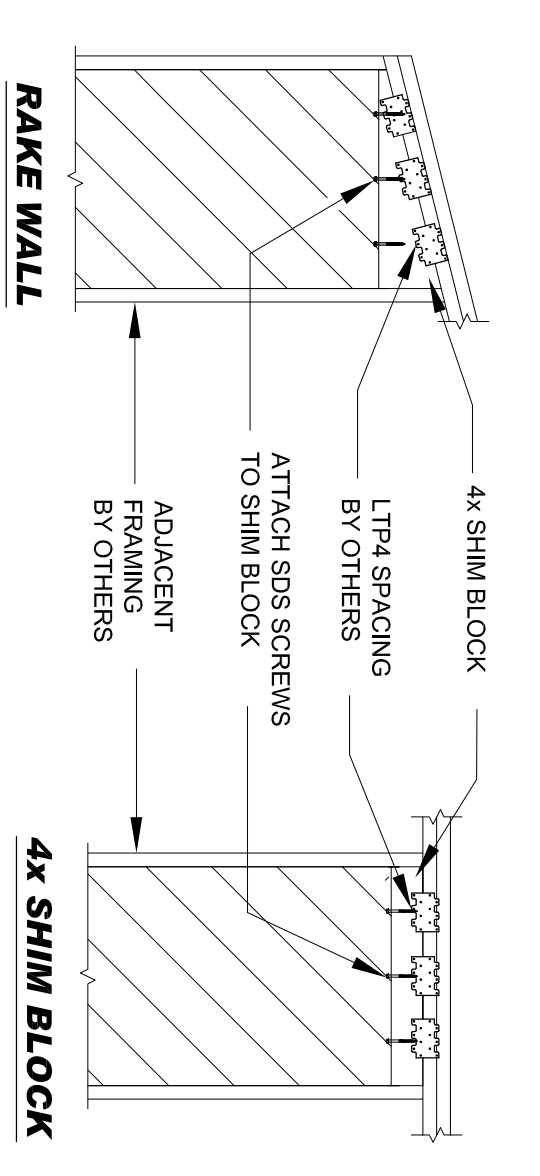 4x SHIM BLOCK
LTP4 SPACING
BY OTHERS
ATTACH SDS SCREWS
TO SHIM BLOCK
ADJACENT
FRAMING
BY OTHERS
RAKE WALL
4x SHIM BLOCK